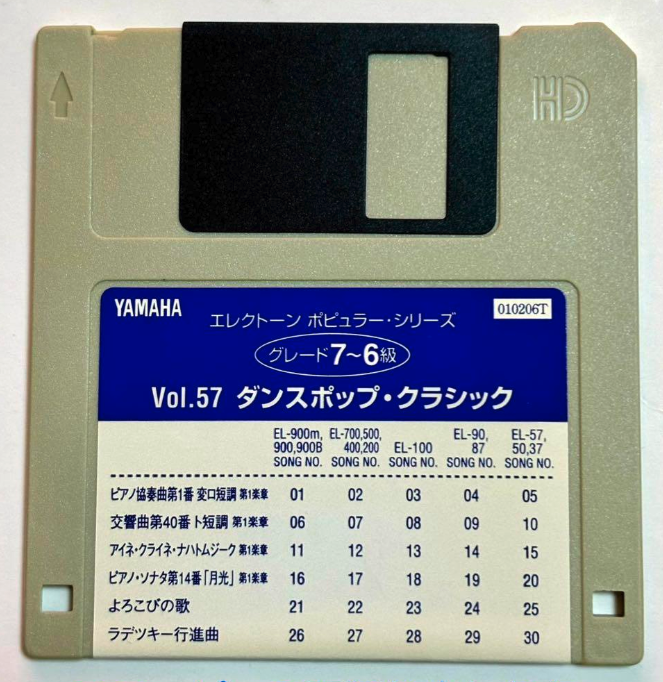 HD
YAMAHA
エレクトーン ポピュラー・シリーズ
010206T
グレード7~6級
Vol.57 ダンスポップ・クラシック
EL-900m, EL-700,500, EL-90, EL-57,
900,900B 400,200 EL-100 87 50,37
SONG NO. SONG NO. SONG NO. SONG NO. SONG NO.
ピアノ協奏曲第1番 変ロ短調 第1楽章 01 02 03 04 05
交響曲第40番 ト短調 第1楽章 06 07 08 09 10
アイネ・クライネ・ナハトムジーク 第1楽章 11 12 13 14 15
ピアノ・ソナタ第14番「月光」 第1楽章 16 17 18 19 20
よろこびの歌 21 22 23 24 25
ラデツキー行進曲 26 27 28 29 30